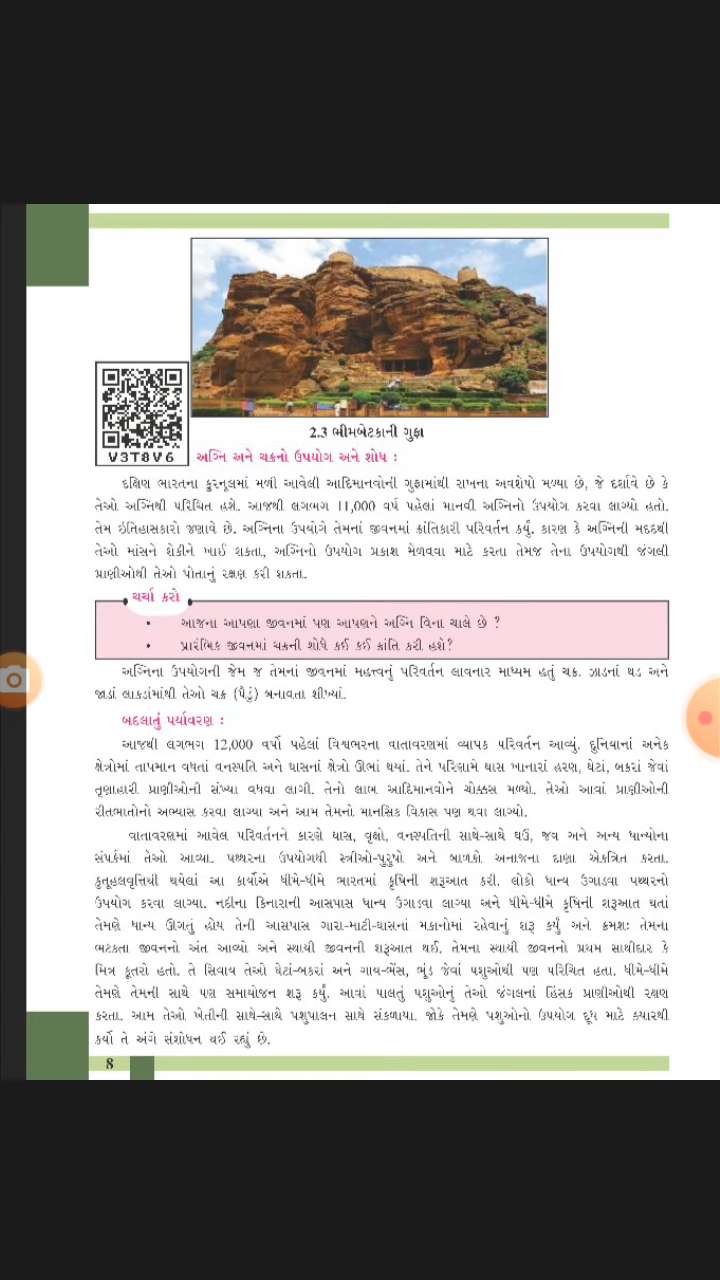 V3T8V6
2.3 ભીમબેટકાની ગુફા
અગ્નિ અને ચક્રનો ઉપયોગ અને શોધ :
દક્ષિણ ભારતના કુરનૂલમાં મળી આવેલી આદિમાનવોની ગુફામાંથી રાખના અવશેપો મળ્યા છે, જે દર્શાવે છે કે
તેઓ અગ્નિથી પરિચિત હશે. આજથી લગભગ 11,000 વર્ષ પહેલાં માનવી અગ્નિનો ઉપયોગ કરવા લાગ્યો હતો.
તેમ ઇતિહાસકારો જણાવે છે. અગ્નિના ઉપયોગે તેમનાં જીવનમાં ક્રાંતિકારી પરિવર્તન કર્યું. કારણ કે અગ્નિની મદદથી
તેઓ માંસને શેકીને ખાઈ શકતા, અગ્નિનો ઉપયોગ પ્રકાશ મેળવવા માટે કરતા તેમજ તેના ઉપયોગથી જંગલી
પ્રાણીઓથી તેઓ પોતાનું રક્ષણ કરી શકતા.
ચર્ચા કરો
• આજના આપણા જીવનમાં પણ આપણને અગ્નિ વિના ચાલે છે ?
• પ્રારંભિક જીવનમાં ચક્રની શોધે કઈ કઈ ક્રાંતિ કરી હશે?
અગ્નિના ઉપયોગની જેમ જ તેમનાં જીવનમાં મહત્ત્વનું પરિવર્તન લાવનાર માધ્યમ હતું ચક્ર. ઝાડનાં થડ અને
જાડાં લાકડાંમાંથી તેઓ ચક્ર (પૈડું) બનાવતા શીખ્યાં.
બદલાતું પર્યાવરણ :
આજથી લગભગ 12,000 વર્ષો પહેલાં વિશ્વભરના વાતાવરણમાં વ્યાપક પરિવર્તન આવ્યું. દુનિયાનાં અનેક
ક્ષેત્રોમાં તાપમાન વધતાં વનસ્પતિ અને ઘાસનાં ક્ષેત્રો ઊભાં થયાં. તેને પરિણામે ઘાસ ખાનારાં હરણ, ઘેટાં, બકરાં જેવાં
તૃણાહારી પ્રાણીઓની સંખ્યા વધવા લાગી. તેનો લાભ આદિમાનવોને ચોક્કસ મળ્યો. તેઓ આવાં પ્રાણીઓની
રીતભાતોનો અભ્યાસ કરવા લાગ્યા અને આમ તેમનો માનસિક વિકાસ પણ થવા લાગ્યો.
વાતાવરણમાં આવેલ પરિવર્તનને કારણે ઘાસ, વૃક્ષો, વનસ્પતિની સાથે-સાથે ઘઉં, જવ અને અન્ય ધાન્યોના
સંપર્કમાં તેઓ આવ્યા. પથ્થરના ઉપયોગથી સ્ત્રીઓ-પુરુષો અને બાળકો અનાજના દાણા એકત્રિત કરતા.
કુતૂહલવૃત્તિથી થયેલાં આ કાર્યોએ ધીમે-ધીમે ભારતમાં કૃષિની શરૂઆત કરી. લોકો ધાન્ય ઉગાડવા પથ્થરનો
ઉપયોગ કરવા લાગ્યા. નદીના કિનારાની આસપાસ ધાન્ય ઉગાડવા લાગ્યા અને ધીમે-ધીમે કૃષિની શરૂઆત થતાં
તેમણે ધાન્ય ઊગતું હોય તેની આસપાસ ગારા-માટી-ઘાસનાં મકાનોમાં રહેવાનું શરૂ કર્યું અને ક્રમશઃ તેમના
ભટકતા જીવનનો અંત આવ્યો અને સ્થાયી જીવનની શરૂઆત થઈ. તેમના સ્થાયી જીવનનો પ્રથમ સાથીદાર કે
મિત્ર કૂતરો હતો. તે સિવાય તેઓ ઘેટાં-બકરાં અને ગાય-ભેંસ, ભૂંડ જેવાં પશુઓથી પણ પરિચિત હતા. ધીમે-ધીમે
તેમણે તેમની સાથે પણ સમાયોજન શરૂ કર્યું. આવાં પાલતું પશુઓનું તેઓ જંગલનાં હિંસક પ્રાણીઓથી રક્ષણ
કરતા. આમ તેઓ ખેતીની સાથે-સાથે પશુપાલન સાથે સંકળાયા. જોકે તેમણે પશુઓનો ઉપયોગ દૂધ માટે ક્યારથી
કર્યો તે અંગે સંશોધન થઈ રહ્યું છે.
8